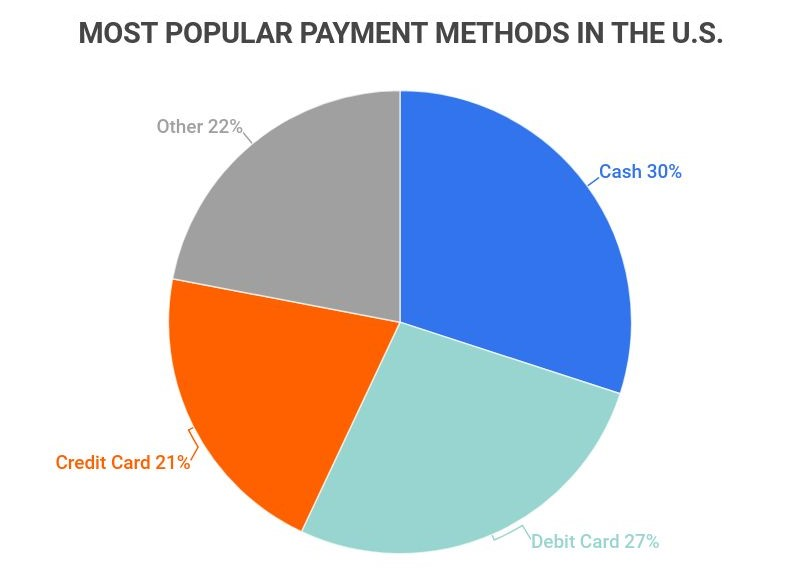 MOST POPULAR PAYMENT METHODS IN THE U.S.
Other 22%
Cash 30%
Credit Card 21%
Debit Card 27%